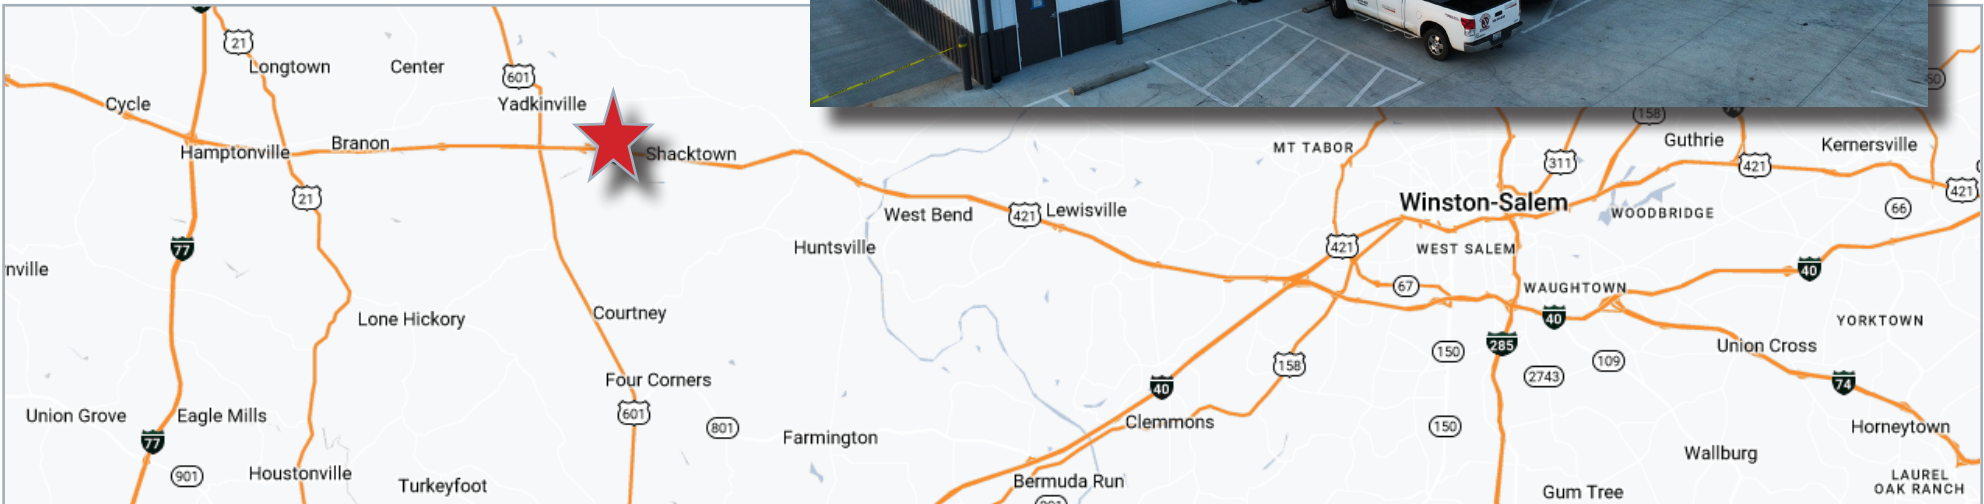 21
Longtown
Center
601
Yadkinville
Cycle
Hamptonville
Branon
Shacktown
MT TABOR
158
311
Guthrie
421
Kernersville
421
66
21
77
West Bend
421
Lewisville
Winston-Salem
WOODBRIDGE
WEST SALEM
421
Huntsville
nville
67
WAUGHTOWN
40
40
Lone Hickory
Courtney
285
150
2743
109
YORKTOWN
Union Cross
74
158
40
Four Corners
601
801
Union Grove
Eagle Mills
77
901
Houstonville
Turkeyfoot
Farmington
Clemmons
Bermuda Run
150
Wallburg
Horneytown
Gum Tree
LAUREL
OAK RANCH